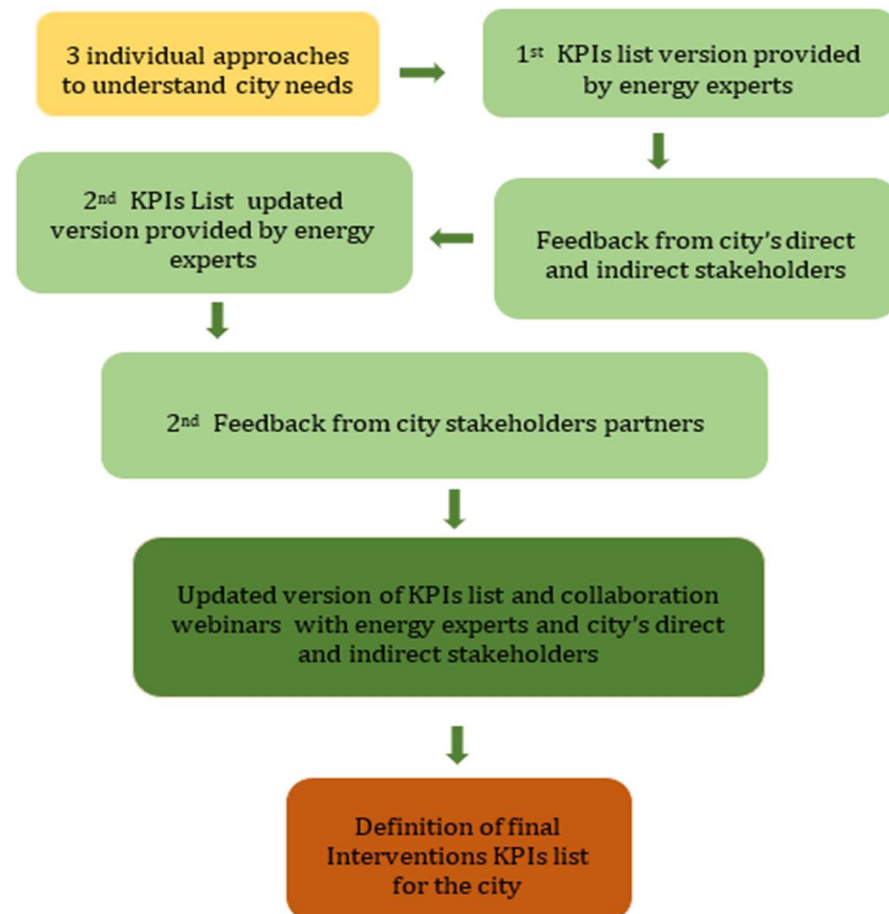 3 individual approaches
to understand city needs
1st KPIs list version provided
by energy experts
Feedback from city's direct
and indirect stakeholders
2nd KPIs List updated
version provided by energy
experts
2nd Feedback from city stakeholders partners
Updated version of KPIs list and collaboration
webinars with energy experts and city's direct
and indirect stakeholders
Definition of final
Interventions KPIs list
for the city